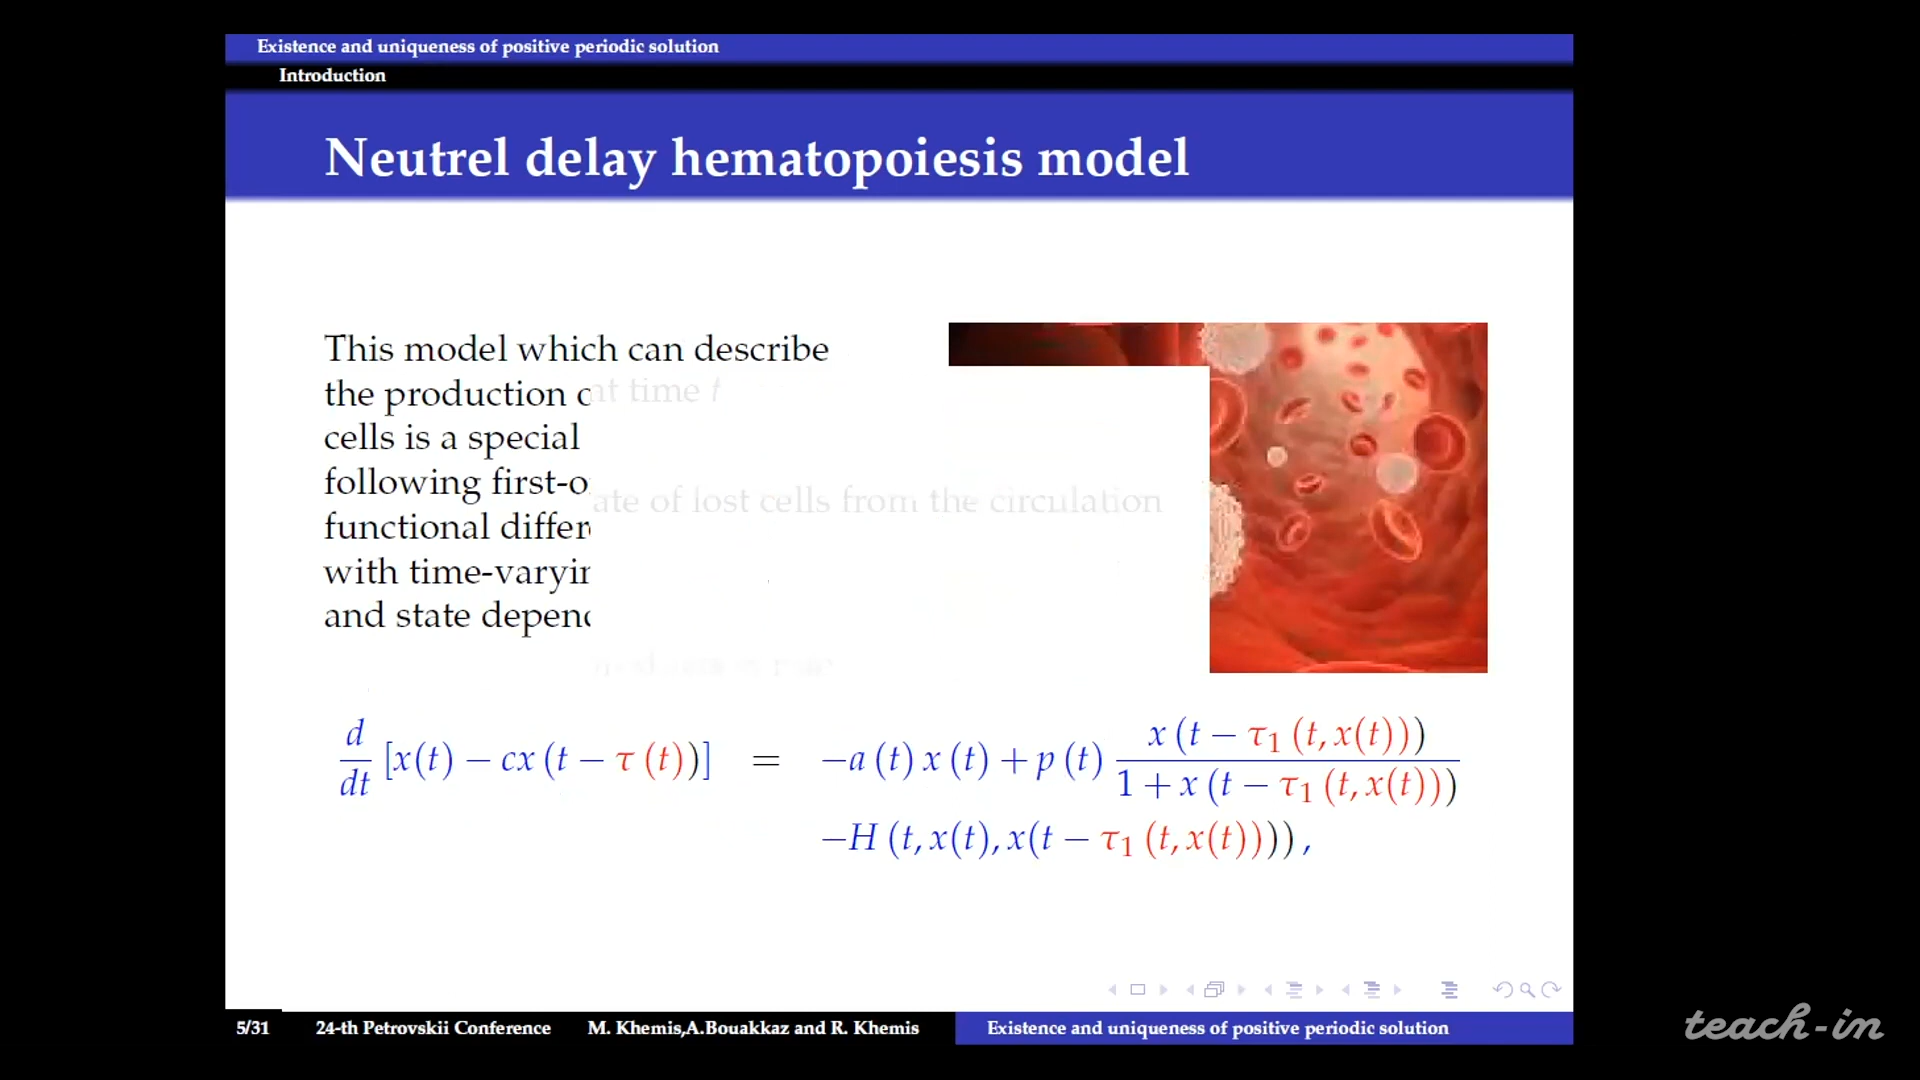 Existence and uniqueness of positive periodic solution
Introduction
Neutrel delay hematopoiesis model
This model which can describe
the production
at time t
cells is a special
following first-o
ate of lost cells from the circulation
functional differ
with time-varyin
and state depend
d/dt [x(t) − cx (t − τ (t))] = −a (t) x (t) + p (t) x (t − τ₁ (t, x(t))) / 1 + x (t − τ₁ (t, x(t)))
−H (t, x(t), x(t − τ₁ (t, x(t)))) ,
5/31 24-th Petrovskii Conference M. Khemis,A.Bouakkaz and R. Khemis Existence and uniqueness of positive periodic solution
teach-in